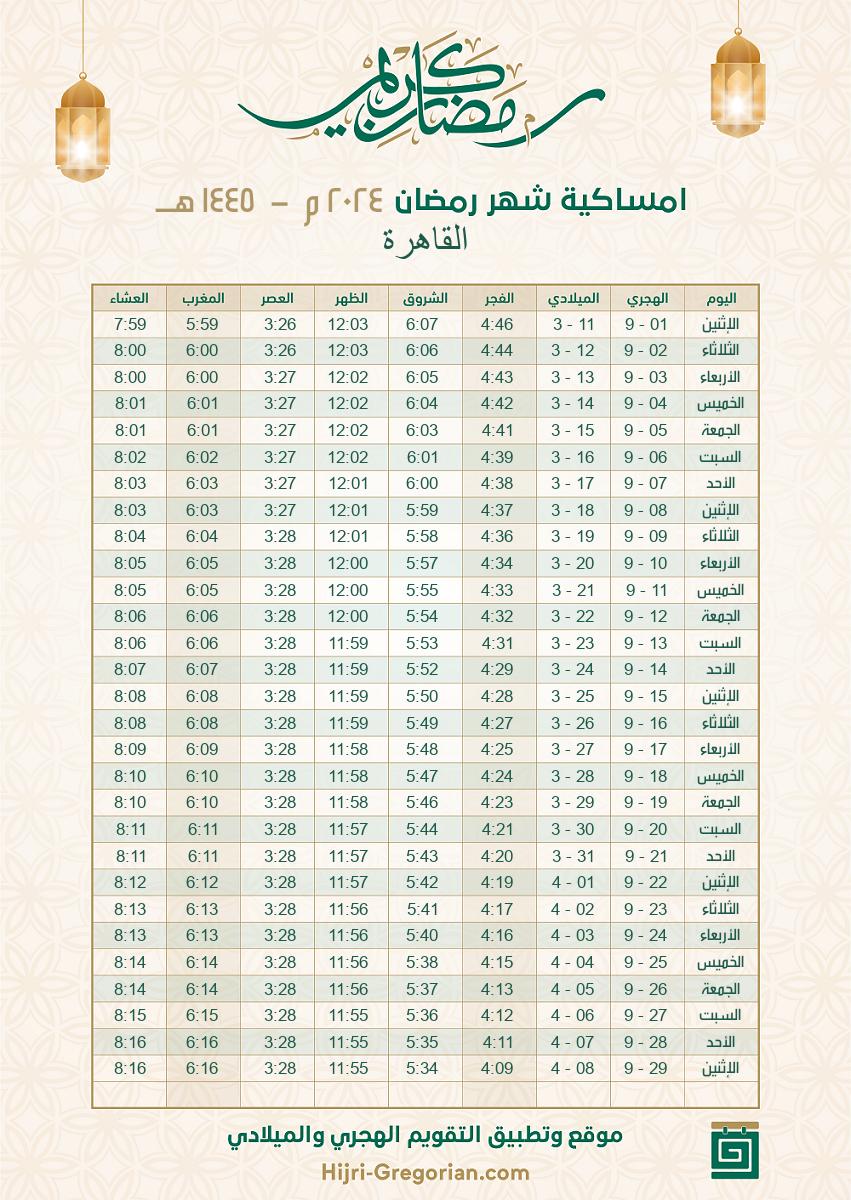 رمضان كريم
امساكية شهر رمضان ٢٠٢٤ م – ١٤٤٥ هـ
القاهرة
اليوم الهجري الميلادي الفجر الشروق الظهر العصر المغرب العشاء
الإثنين 01 - 9 11 - 3 4:46 6:07 12:03 3:26 5:59 7:59
الثلاثاء 02 - 9 12 - 3 4:44 6:06 12:03 3:26 6:00 8:00
الأربعاء 03 - 9 13 - 3 4:43 6:05 12:02 3:27 6:00 8:00
الخميس 04 - 9 14 - 3 4:42 6:04 12:02 3:27 6:01 8:01
الجمعة 05 - 9 15 - 3 4:41 6:03 12:02 3:27 6:01 8:01
السبت 06 - 9 16 - 3 4:39 6:01 12:02 3:27 6:02 8:02
الأحد 07 - 9 17 - 3 4:38 6:00 12:01 3:27 6:03 8:03
الإثنين 08 - 9 18 - 3 4:37 5:59 12:01 3:27 6:03 8:03
الثلاثاء 09 - 9 19 - 3 4:36 5:58 12:01 3:28 6:04 8:04
الأربعاء 10 - 9 20 - 3 4:34 5:57 12:00 3:28 6:05 8:05
الخميس 11 - 9 21 - 3 4:33 5:55 12:00 3:28 6:05 8:05
الجمعة 12 - 9 22 - 3 4:32 5:54 12:00 3:28 6:06 8:06
السبت 13 - 9 23 - 3 4:31 5:53 11:59 3:28 6:06 8:06
الأحد 14 - 9 24 - 3 4:29 5:52 11:59 3:28 6:07 8:07
الإثنين 15 - 9 25 - 3 4:28 5:50 11:59 3:28 6:08 8:08
الثلاثاء 16 - 9 26 - 3 4:27 5:49 11:59 3:28 6:08 8:08
الأربعاء 17 - 9 27 - 3 4:25 5:48 11:58 3:28 6:09 8:09
الخميس 18 - 9 28 - 3 4:24 5:47 11:58 3:28 6:10 8:10
الجمعة 19 - 9 29 - 3 4:23 5:46 11:58 3:28 6:10 8:10
السبت 20 - 9 30 - 3 4:21 5:44 11:57 3:28 6:11 8:11
الأحد 21 - 9 31 - 3 4:20 5:43 11:57 3:28 6:11 8:11
الإثنين 22 - 9 01 - 4 4:19 5:42 11:57 3:28 6:12 8:12
الثلاثاء 23 - 9 02 - 4 4:17 5:41 11:56 3:28 6:13 8:13
الأربعاء 24 - 9 03 - 4 4:16 5:40 11:56 3:28 6:13 8:13
الخميس 25 - 9 04 - 4 4:15 5:38 11:56 3:28 6:14 8:14
الجمعة 26 - 9 05 - 4 4:13 5:37 11:56 3:28 6:14 8:14
السبت 27 - 9 06 - 4 4:12 5:36 11:55 3:28 6:15 8:15
الأحد 28 - 9 07 - 4 4:11 5:35 11:55 3:28 6:16 8:16
الإثنين 29 - 9 08 - 4 4:09 5:34 11:55 3:28 6:16 8:16
موقع وتطبيق التقويم الهجري والميلادي
Hijri-Gregorian.com